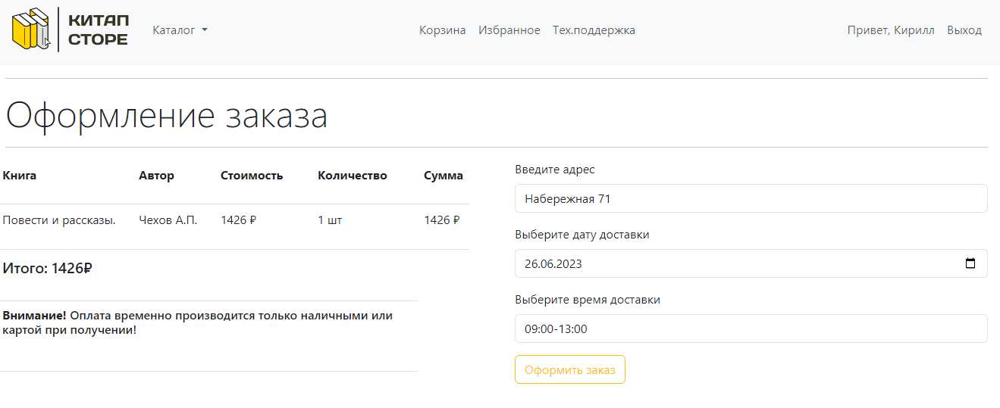 КИТАП
СТОРЕ
Каталог
Корзина Избранное Тех.поддержка
Привет, Кирилл Выход
Оформление заказа
Книга Автор Стоимость Количество Сумма
Повести и рассказы. Чехов А.П. 1426 ₽ 1 шт 1426 ₽
Итого: 1426₽
Внимание! Оплата временно производится только наличными или
картой при получении!
Введите адрес
Набережная 71
Выберите дату доставки
26.06.2023
Выберите время доставки
09:00-13:00
Оформить заказ